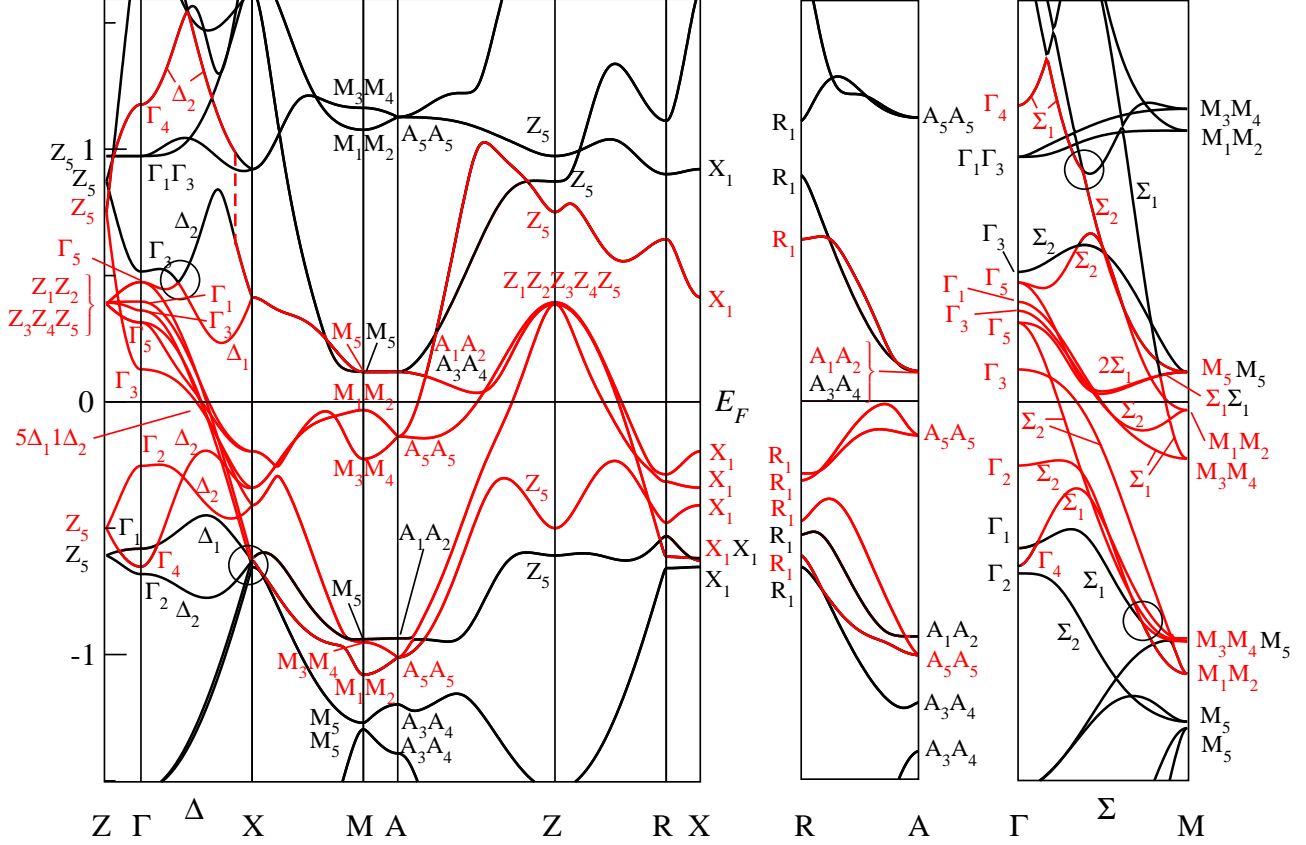 Γ₄
Δ₂
M₃M₄
1
Z₅
Z₅
Z₅
Γ₁Γ₃
M₁M₂
A₅A₅
Z₅
Z₅
Z₅
X₁
Γ₅
Γ₃
Δ₂
Z₁Z₂
Z₃Z₄Z₅
Γ₁
Γ₃
Γ₅
Δ₁
Z₁Z₂Z₃Z₄Z₅
X₁
M₅
M₅
A₁A₂
A₃A₄
Γ₃
M₁M₂
0
E_F
5Δ₁1Δ₂
Γ₂
Δ₂
Δ₂
M₃M₄
A₅A₅
X₁
X₁
X₁
Z₅
Z₅
Z₅
Γ₁
Δ₁
Γ₄
Γ₂
Δ₂
A₁A₂
M₅
Z₅
X₁X₁
X₁
-1
M₃M₄
M₁M₂
A₅A₅
M₅
M₅
A₃A₄
A₃A₄
Z Γ Δ X M A Z R X
R₁
A₅A₅
R₁
R₁
A₁A₂
A₃A₄
A₅A₅
R₁
R₁
R₁
R₁
R₁
R₁
A₁A₂
A₅A₅
A₃A₄
A₃A₄
R A
Γ₄
Σ₁
M₃M₄
M₁M₂
Γ₁Γ₃
Σ₂
Σ₁
Γ₃
Σ₂
Σ₂
Γ₅
Γ₁
Γ₃
Γ₅
2Σ₁
Γ₃
M₅M₅
Σ₁Σ₁
Σ₂
Σ₂
M₁M₂
M₃M₄
Γ₂
Σ₂
Σ₁
Σ₁
Γ₁
Γ₄
Γ₂
Σ₁
Σ₂
M₃M₄M₅
M₁M₂
M₅
M₅
Γ Σ M